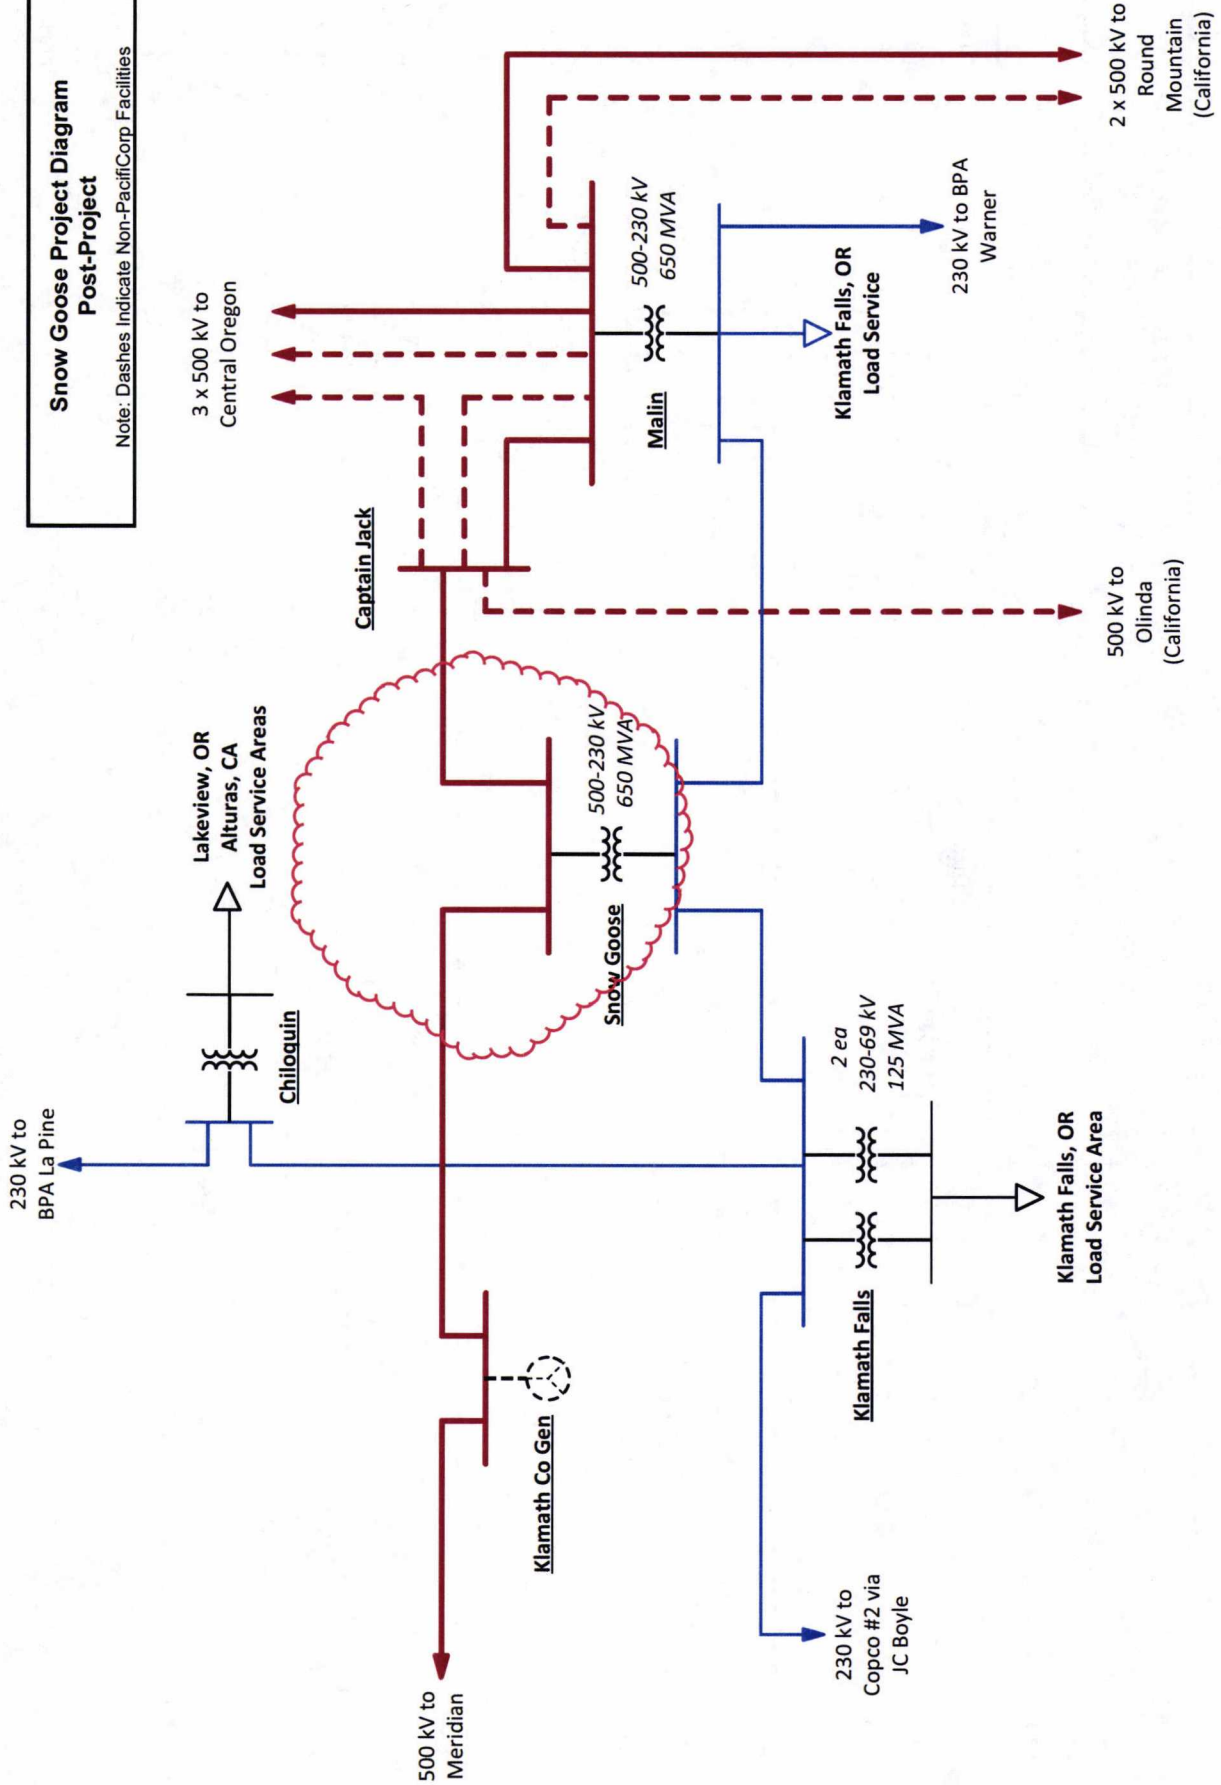 Snow Goose Project Diagram
Post-Project
Note: Dashes Indicate Non-PacifiCorp Facilities
230 kV to
BPA La Pine
Chiloquin
Lakeview, OR
Alturas, CA
Load Service Areas
3 x 500 kV to
Central Oregon
500 kV to
Meridian
Klamath Co Gen
Snow Goose
500-230 kV
650 MVA
Captain Jack
Malin
500-230 kV
650 MVA
2 x 500 kV to
Round
Mountain
(California)
230 kV to
Copco #2 via
JC Boyle
Klamath Falls
2 ea
230-69 kV
125 MVA
Klamath Falls, OR
Load Service Area
500 kV to
Olinda
(California)
Klamath Falls, OR
Load Service
230 kV to BPA
Warner